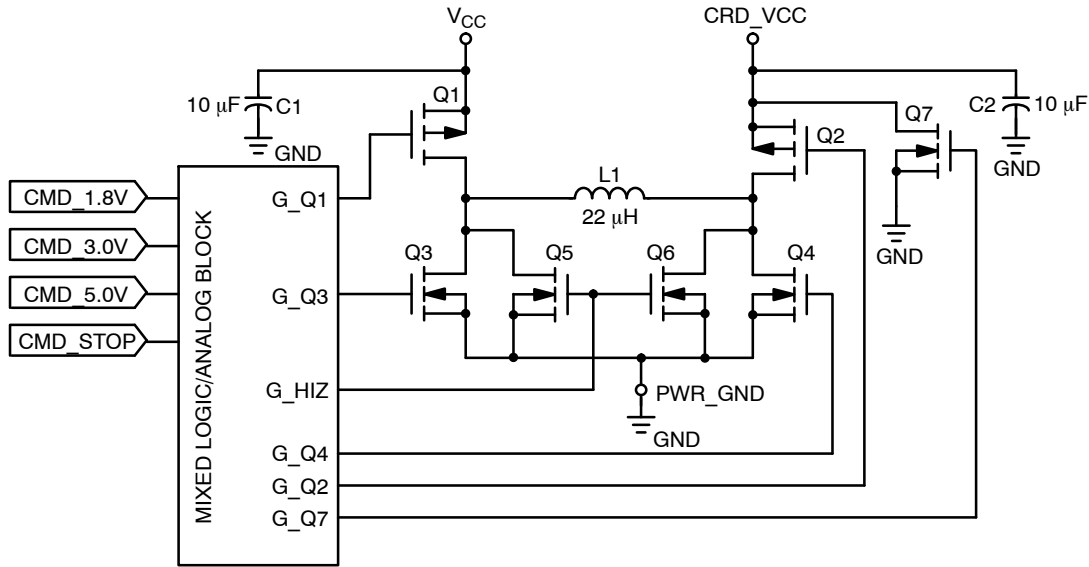 V_CC
CRD_VCC
Q1
10 μF
C1
GND
Q7
C2
10 μF
Q2
GND
CMD_1.8V
G_Q1
L1
22 μH
CMD_3.0V
GND
Q3
Q5
Q6
Q4
CMD_5.0V
G_Q3
CMD_STOP
MIXED LOGIC/ANALOG BLOCK
G_HIZ
PWR_GND
GND
G_Q4
G_Q2
G_Q7